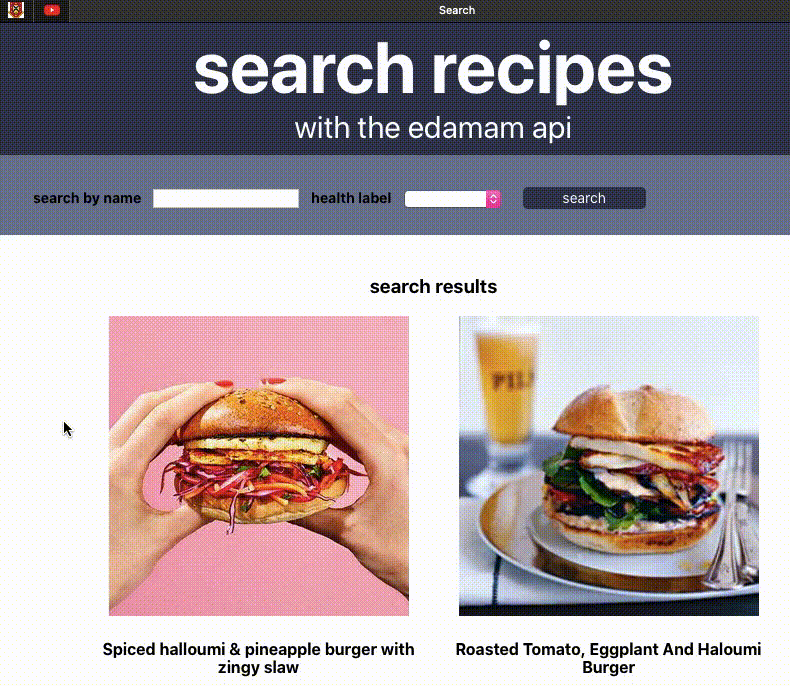 Search
search recipes
with the edamam api
search by name
health label
search
search results
Spiced halloumi & pineapple burger with
zingy slaw
Roasted Tomato, Eggplant And Haloumi
Burger